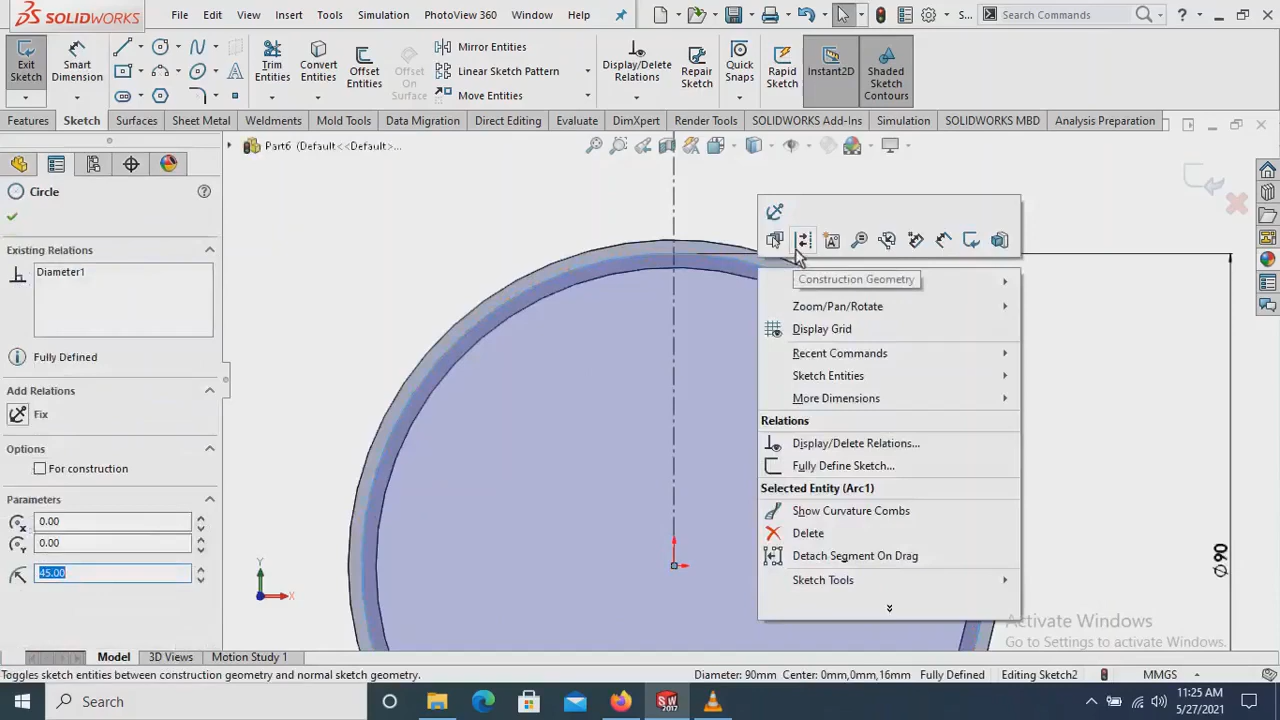 SOLIDWORKS File Edit View Insert Tools Simulation PhotoView 360 Window Help S... Search Commands
Exit Sketch
Smart Dimension
Trim Entities
Convert Entities
Offset Entities
Offset On Surface
Mirror Entities
Linear Sketch Pattern
Move Entities
Display/Delete Relations
Repair Sketch
Quick Snaps
Rapid Sketch
Instant2D
Shaded Sketch Contours
Features Sketch Surfaces Sheet Metal Weldments Mold Tools Data Migration Direct Editing Evaluate DimXpert Render Tools SOLIDWORKS Add-Ins Simulation SOLIDWORKS MBD Analysis Preparation
Part6 (Default<<Default>...
Circle
Existing Relations
Diameter1
Fully Defined
Add Relations
Fix
Options
For construction
Parameters
0.00
0.00
45.00
Construction Geometry
Zoom/Pan/Rotate
Display Grid
Recent Commands
Sketch Entities
More Dimensions
Relations
Display/Delete Relations...
Fully Define Sketch...
Selected Entity (Arc1)
Show Curvature Combs
Delete
Detach Segment On Drag
Sketch Tools
Ø90
Y
X
Activate Windows
Go to Settings to activate Windows.
Model 3D Views Motion Study 1
Toggles sketch entities between construction geometry and normal sketch geometry. Diameter: 90mm Center: 0mm,0mm,16mm Fully Defined Editing Sketch2 MMGS
Search
SW
2017
11:25 AM
5/27/2021